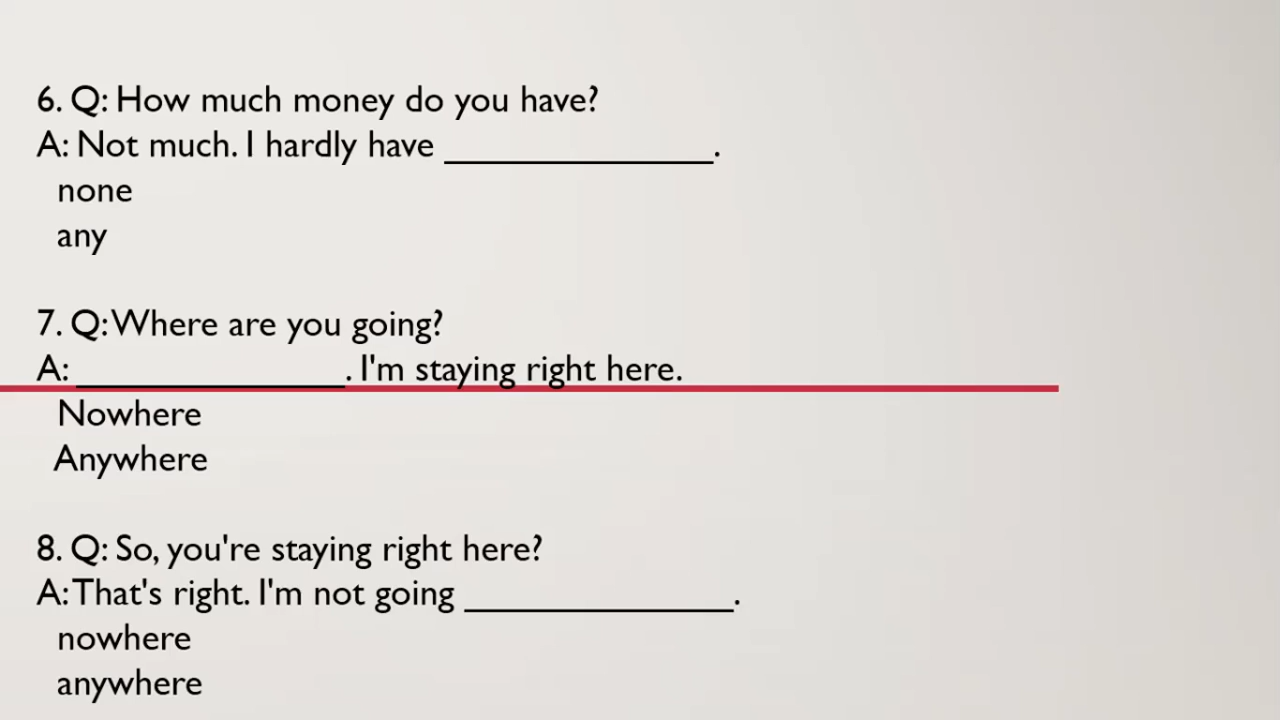 6. Q: How much money do you have?
A: Not much. I hardly have ______________.
none
any
7. Q: Where are you going?
A: ______________. I'm staying right here.
Nowhere
Anywhere
8. Q: So, you're staying right here?
A: That's right. I'm not going ______________.
nowhere
anywhere